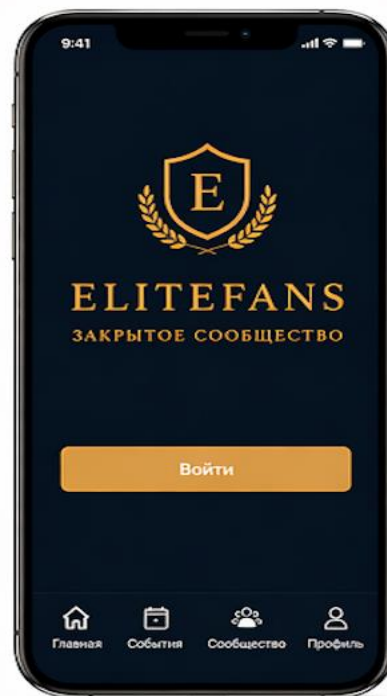 9:41
E
ELITEFANS
ЗАКРЫТОЕ СООБЩЕСТВО
Войти
Главная События Сообщество Профиль